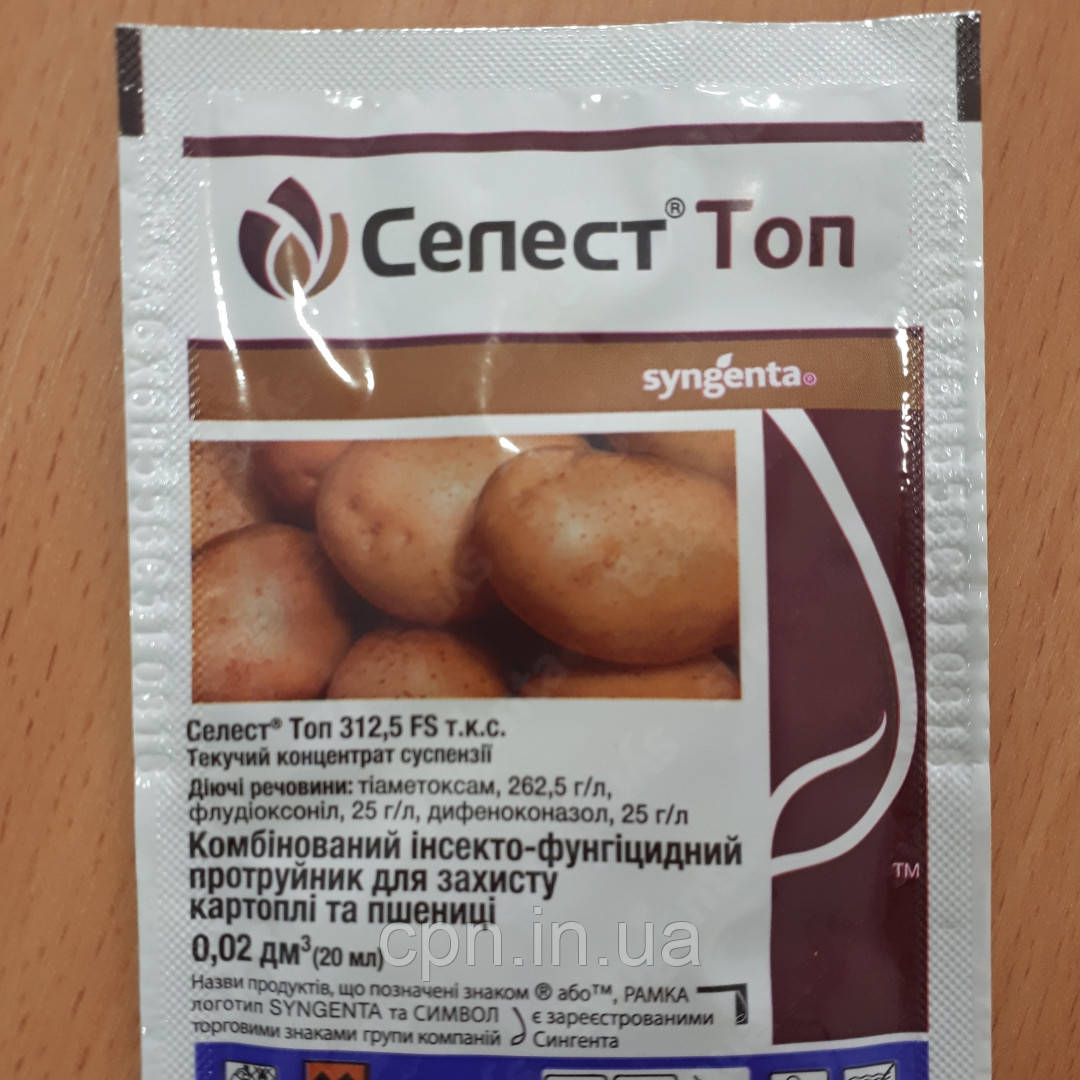 Селест® Топ
syngenta®
Селест® Топ 312,5 FS т.к.с.
Текучий концентрат суспензії
Діючі речовини: тіаметоксам, 262,5 г/л,
флудіоксоніл, 25 г/л, дифеноконазол, 25 г/л
Комбінований інсекто-фунгіцидний
протруйник для захисту
картоплі та пшениці
0,02 дм³ (20 мл)
cpn.in.ua
Назви продуктів, що позначені знаком ® або™, РАМКА
логотип SYNGENTA та СИМВОЛ є зареєстрованими
торговими знаками групи компаній Сингента
TM